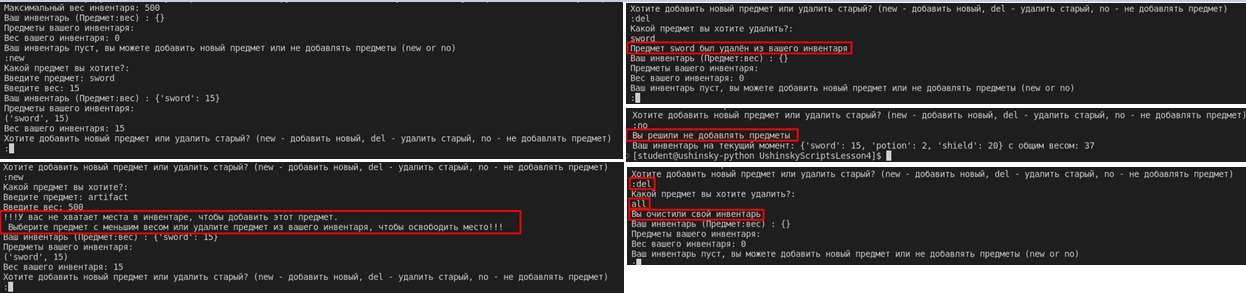 Максимальный вес инвентаря: 500
Ваш инвентарь (Предмет:вес) : {}
Предметы вашего инвентаря:
Вес вашего инвентаря: 0
Ваш инвентарь пуст, вы можете добавить новый предмет или не добавлять предметы (new or no)
:new
Какой предмет вы хотите?:
Введите предмет: sword
Введите вес: 15
Ваш инвентарь (Предмет:вес) : {'sword': 15}
Предметы вашего инвентаря:
('sword', 15)
Вес вашего инвентаря: 15
Хотите добавить новый предмет или удалить старый? (new - добавить новый, del - удалить старый, no - не добавлять предметы)
:
Хотите добавить новый предмет или удалить старый? (new - добавить новый, del - удалить старый, no - не добавлять предметы)
:new
Какой предмет вы хотите?:
Введите предмет: artifact
Введите вес: 500
!!!У вас не хватает места в инвентаре, чтобы добавить этот предмет.
Выберите предмет с меньшим весом или удалите предмет из вашего инвентаря, чтобы освободить место!!!
Ваш инвентарь (Предмет:вес) : {'sword': 15}
Предметы вашего инвентаря:
('sword', 15)
Вес вашего инвентаря: 15
Хотите добавить новый предмет или удалить старый? (new - добавить новый, del - удалить старый, no - не добавлять предметы)
:
Хотите добавить новый предмет или удалить старый? (new - добавить новый, del - удалить старый, no - не добавлять предметы)
:del
Какой предмет вы хотите удалить?:
sword
Предмет sword был удалён из вашего инвентаря
Ваш инвентарь (Предмет:вес) : {}
Предметы вашего инвентаря:
Вес вашего инвентаря: 0
Ваш инвентарь пуст, вы можете добавить новый предмет или не добавлять предметы (new or no)
:
Хотите добавить новый предмет или удалить старый? (new - добавить новый, del - удалить старый, no - не добавлять предметы)
:no
Вы решили не добавлять предметы
Ваш инвентарь на текущий момент: {'sword': 15, 'potion': 2, 'shield': 20} с общим весом: 37
[student@ushinsky-python UshinskyScriptsLesson4]$
Хотите добавить новый предмет или удалить старый? (new - добавить новый, del - удалить старый, no - не добавлять предметы)
:del
Какой предмет вы хотите удалить?:
all
Вы очистили свой инвентарь
Ваш инвентарь (Предмет:вес) : {}
Предметы вашего инвентаря:
Вес вашего инвентаря: 0
Ваш инвентарь пуст, вы можете добавить новый предмет или не добавлять предметы (new or no)
: